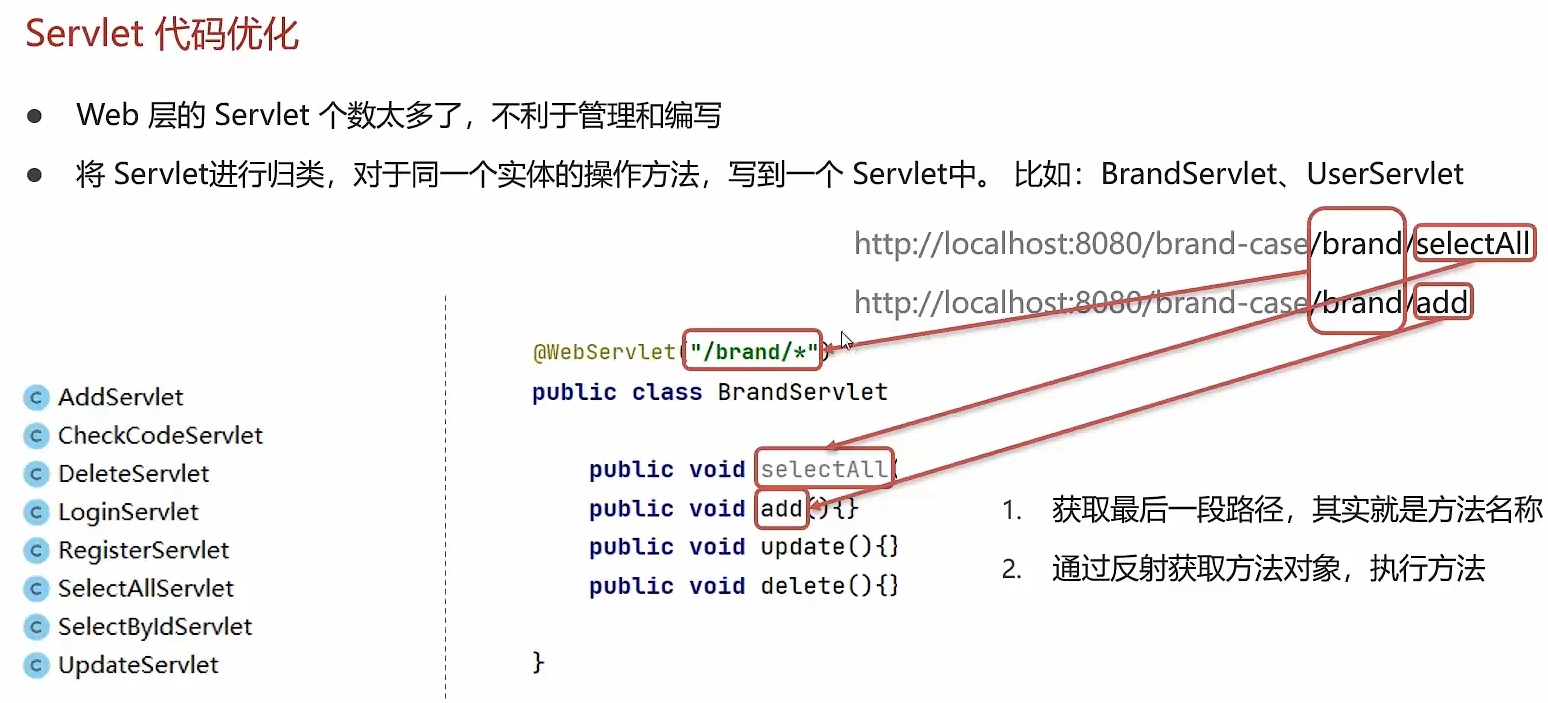 Servlet 代码优化
● Web 层的 Servlet 个数太多了，不利于管理和编写
● 将 Servlet进行归类，对于同一个实体的操作方法，写到一个 Servlet中。 比如：BrandServlet、UserServlet
http://localhost:8080/brand-case/brand/selectAll
http://localhost:8080/brand-case/brand/add
@WebServlet("/brand/*")
public class BrandServlet
public void selectAll(
public void add(){}
public void update(){}
public void delete(){}
}
C AddServlet
C CheckCodeServlet
C DeleteServlet
C LoginServlet
C RegisterServlet
C SelectAllServlet
C SelectByIdServlet
C UpdateServlet
1. 获取最后一段路径，其实就是方法名称
2. 通过反射获取方法对象，执行方法